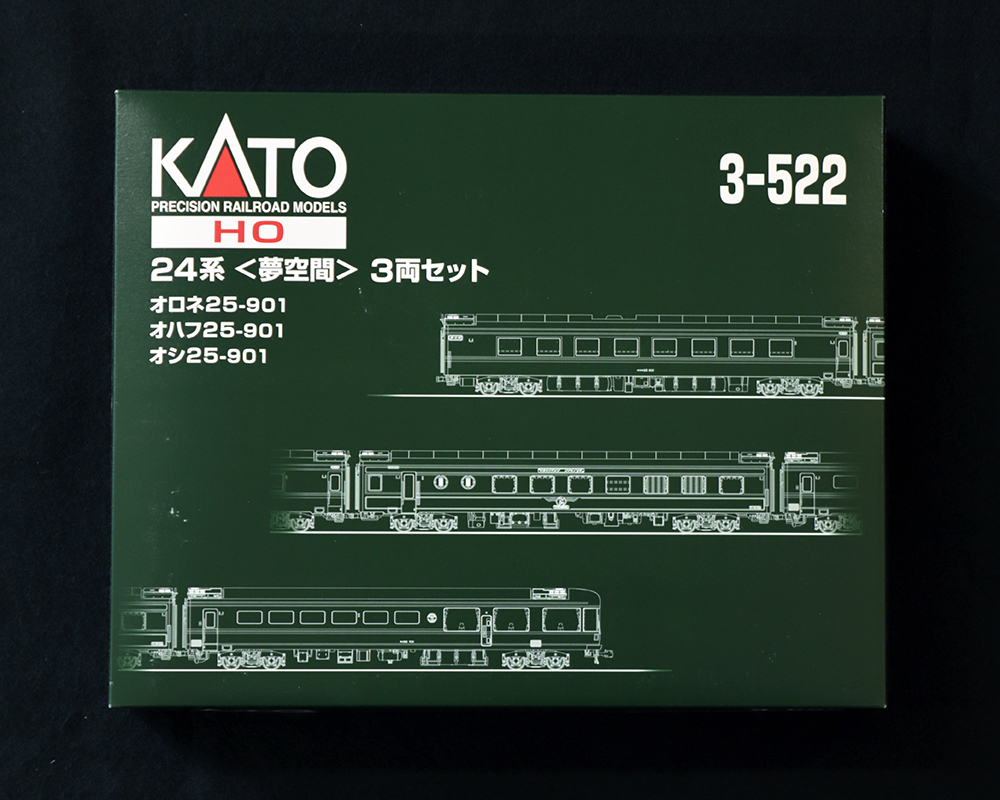 KATO
PRECISION RAILROAD MODELS
HO
3-522
24系 <夢空間> 3両セット
オロネ25-901
オハフ25-901
オシ25-901